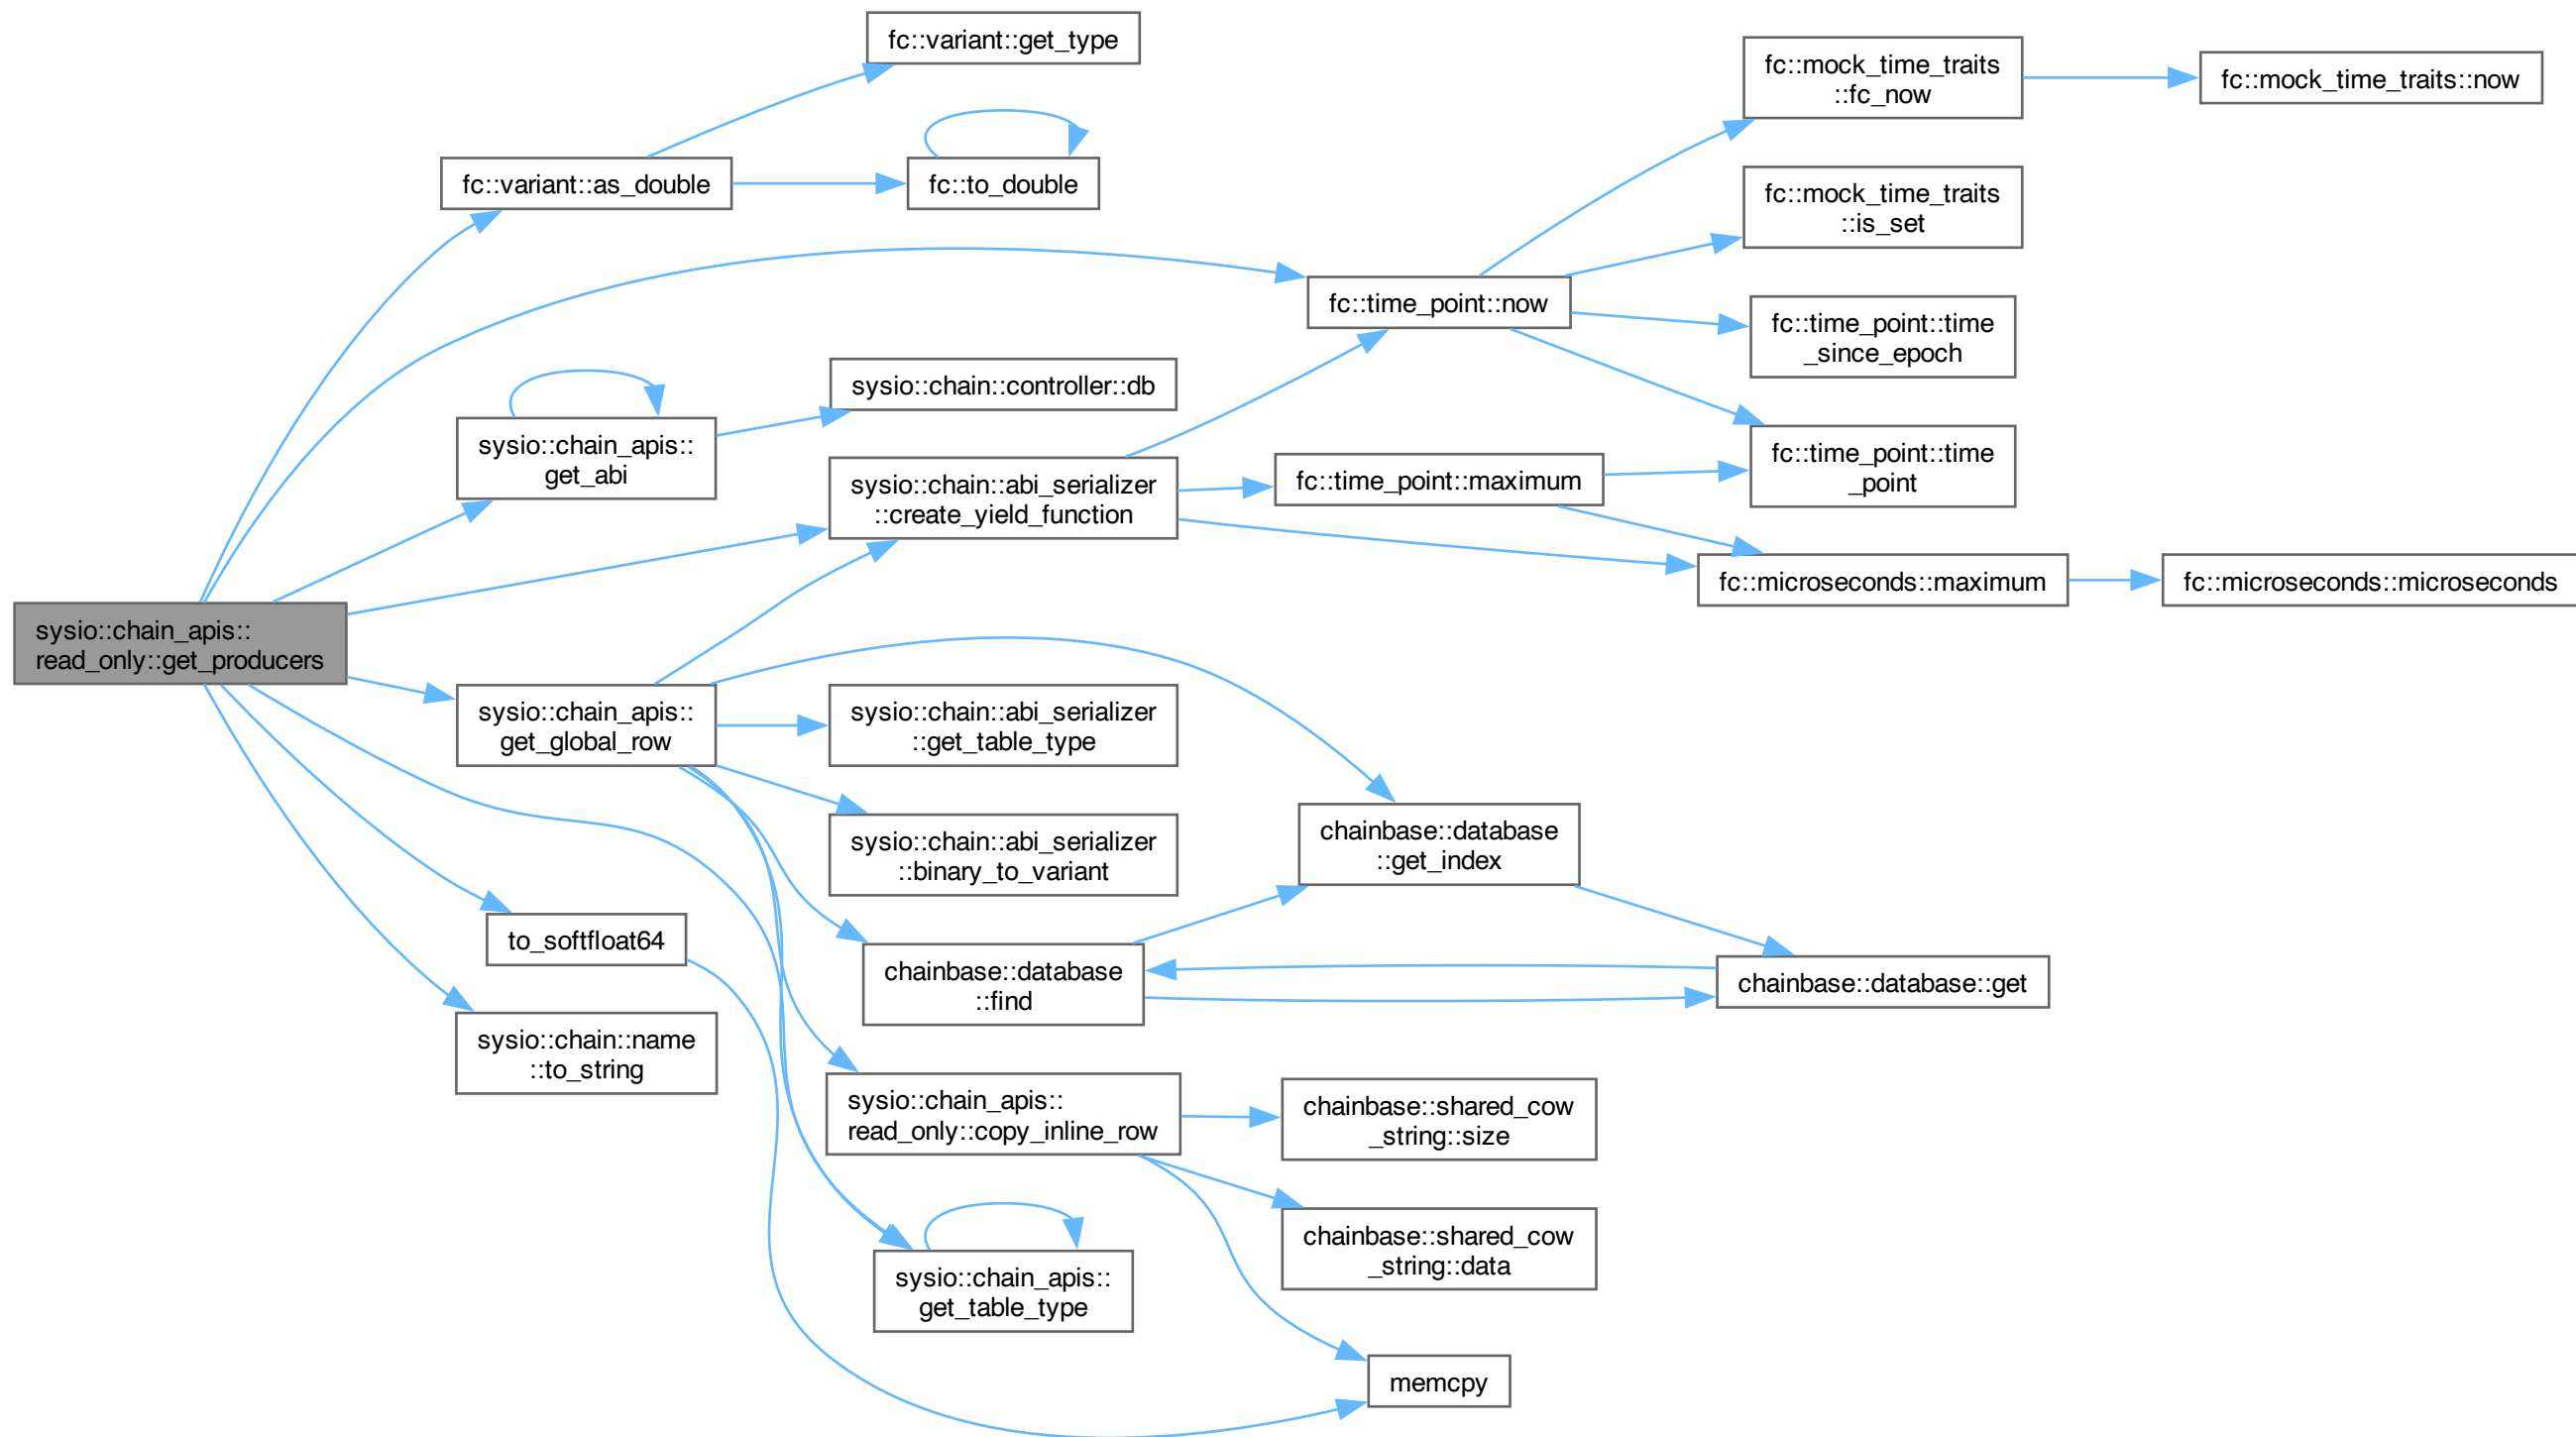 sysio::chain_apis::
read_only::get_producers
fc::variant::as_double
fc::variant::get_type
fc::to_double
sysio::chain_apis::
get_abi
sysio::chain::controller::db
sysio::chain::abi_serializer
::create_yield_function
fc::time_point::now
fc::mock_time_traits
::fc_now
fc::mock_time_traits::now
fc::mock_time_traits
::is_set
fc::time_point::time
_since_epoch
fc::time_point::time
_point
fc::time_point::maximum
fc::microseconds::maximum
fc::microseconds::microseconds
sysio::chain_apis::
get_global_row
sysio::chain::abi_serializer
::get_table_type
sysio::chain::abi_serializer
::binary_to_variant
chainbase::database
::get_index
chainbase::database
::find
chainbase::database::get
to_softfloat64
sysio::chain::name
::to_string
sysio::chain_apis::
read_only::copy_inline_row
chainbase::shared_cow
_string::size
chainbase::shared_cow
_string::data
sysio::chain_apis::
get_table_type
memcpy